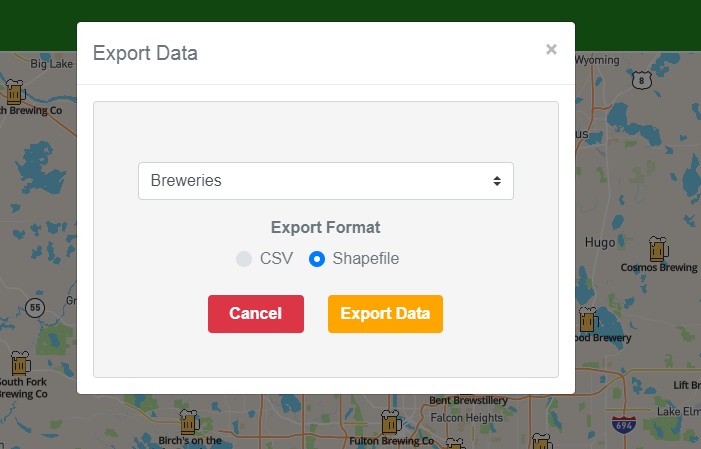 Export Data
×
Big Lake
Wyoming
8
th Brewing Co
us
Breweries
Export Format
CSV
Shapefile
Hugo
Cosmos Brewing
55
Gr
Cancel
Export Data
ood Brewery
South Fork
Brewing Co
Lift Br
Bent Brewstillery
Lake Elm
Falcon Heights
694
Birch's on the
Fulton Brewing Co